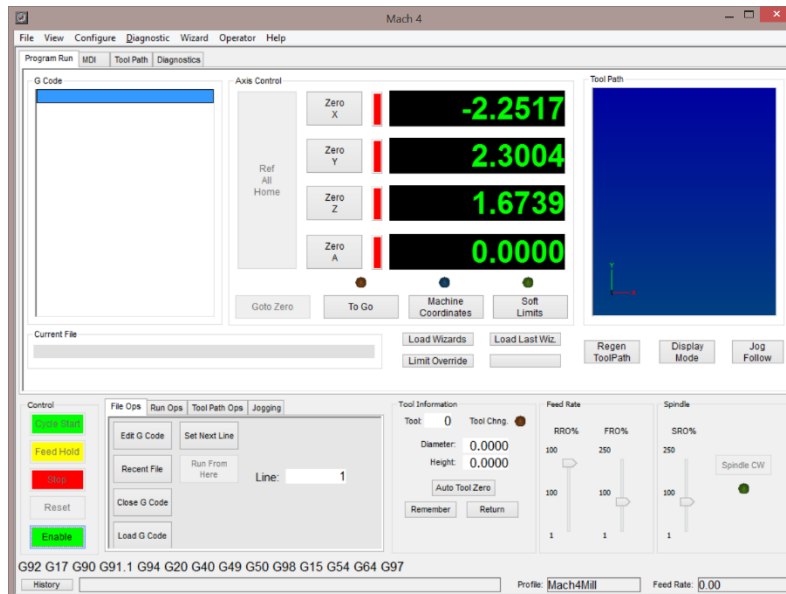 Mach 4
File View Configure Diagnostic Wizard Operator Help
Program Run MDI Tool Path Diagnostics
G Code
Axis Control
Tool Path
Ref All Home
Zero X
-2.2517
Zero Y
2.3004
Zero Z
1.6739
Zero A
0.0000
Goto Zero
To Go
Machine Coordinates
Soft Limits
Y
Current File
Load Wizards
Load Last Wiz.
Limit Override
Regen ToolPath
Display Mode
Jog Follow
Control
Cycle Start
Feed Hold
Stop
Reset
Enable
File Ops Run Ops Tool Path Ops Jogging
Edit G Code
Set Next Line
Recent File
Run From Here
Line: 1
Close G Code
Load G Code
Tool Information
Tool: 0 Tool Chng.
Diameter: 0.0000
Height: 0.0000
Auto Tool Zero
Remember
Return
Feed Rate
RRO% FRO%
100 250
100 100
1 1
Spindle
SRO%
250
100
1
Spindle CW
G92 G17 G90 G91.1 G94 G20 G40 G49 G50 G98 G15 G54 G64 G97
History
Profile: Mach4Mill
Feed Rate: 0.00